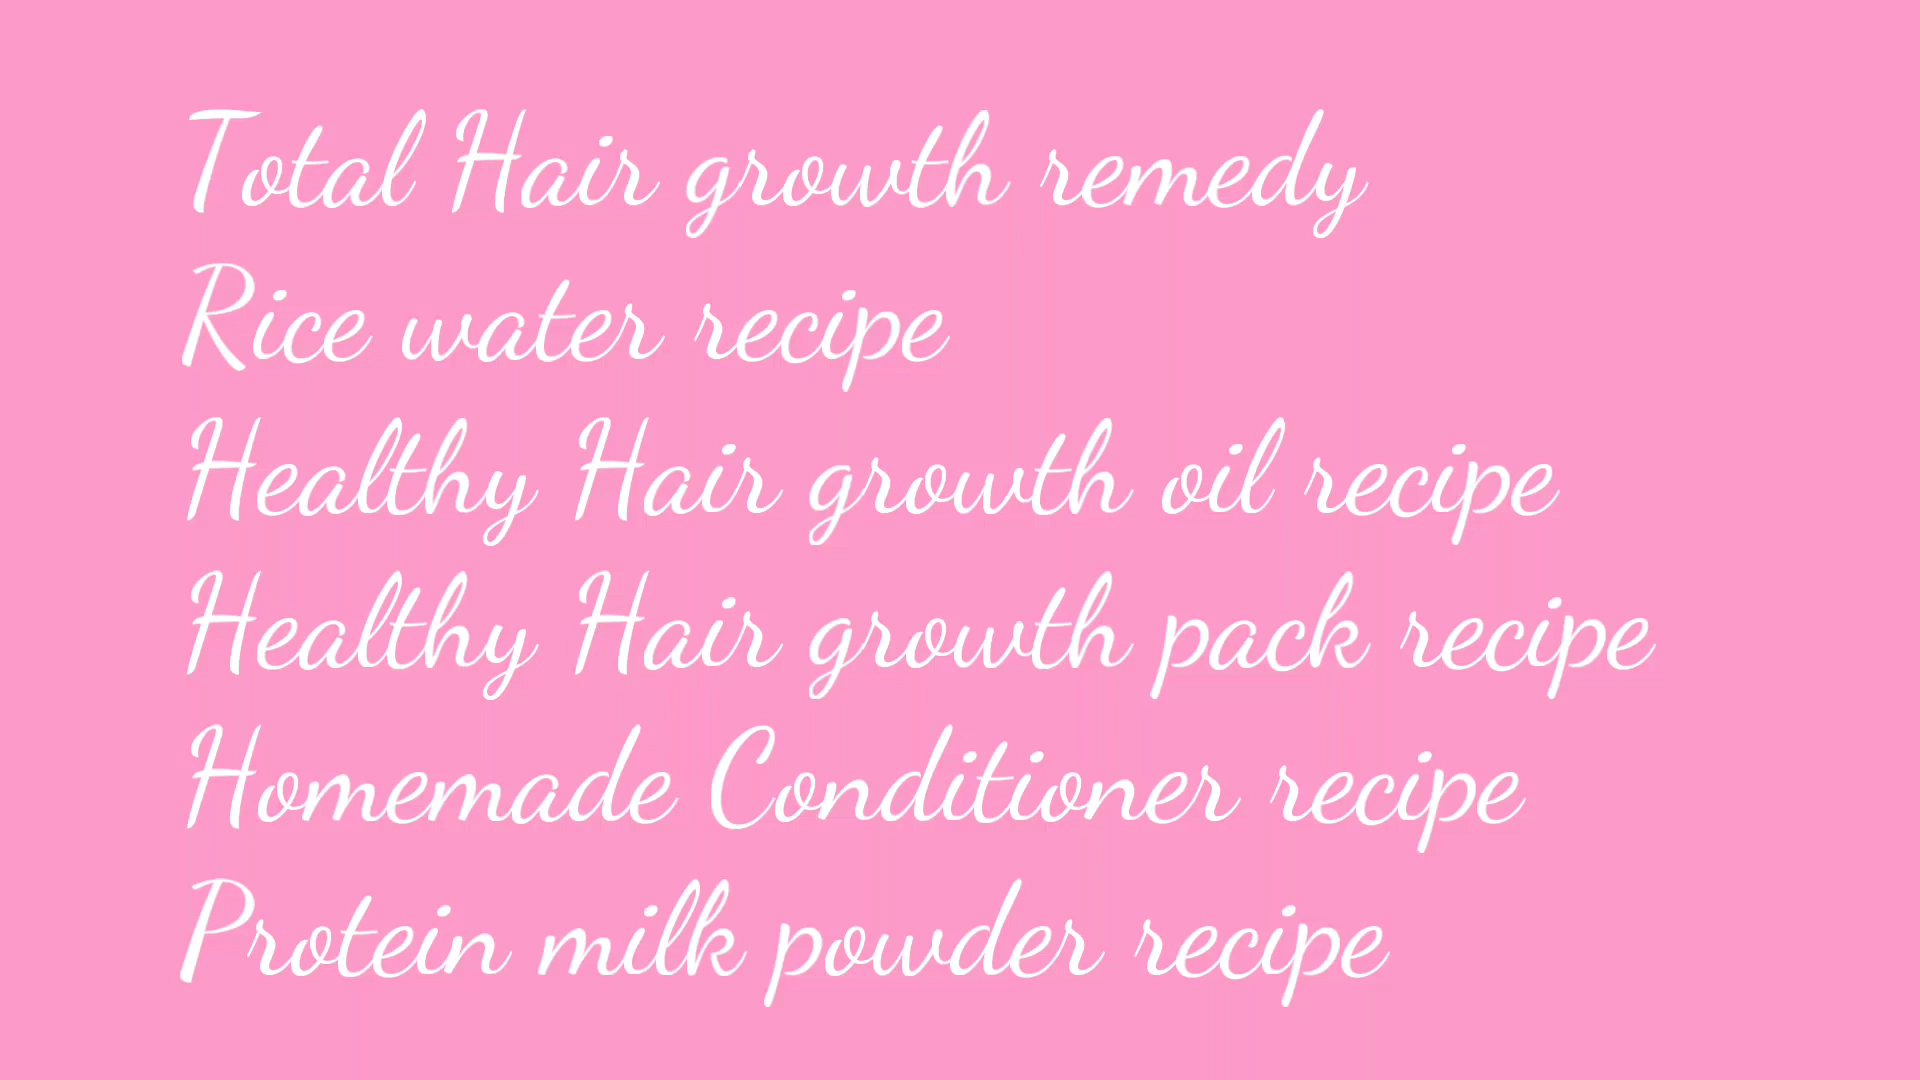 Total Hair growth remedy
Rice water recipe
Healthy Hair growth oil recipe
Healthy Hair growth pack recipe
Homemade Conditioner recipe
Protein milk powder recipe